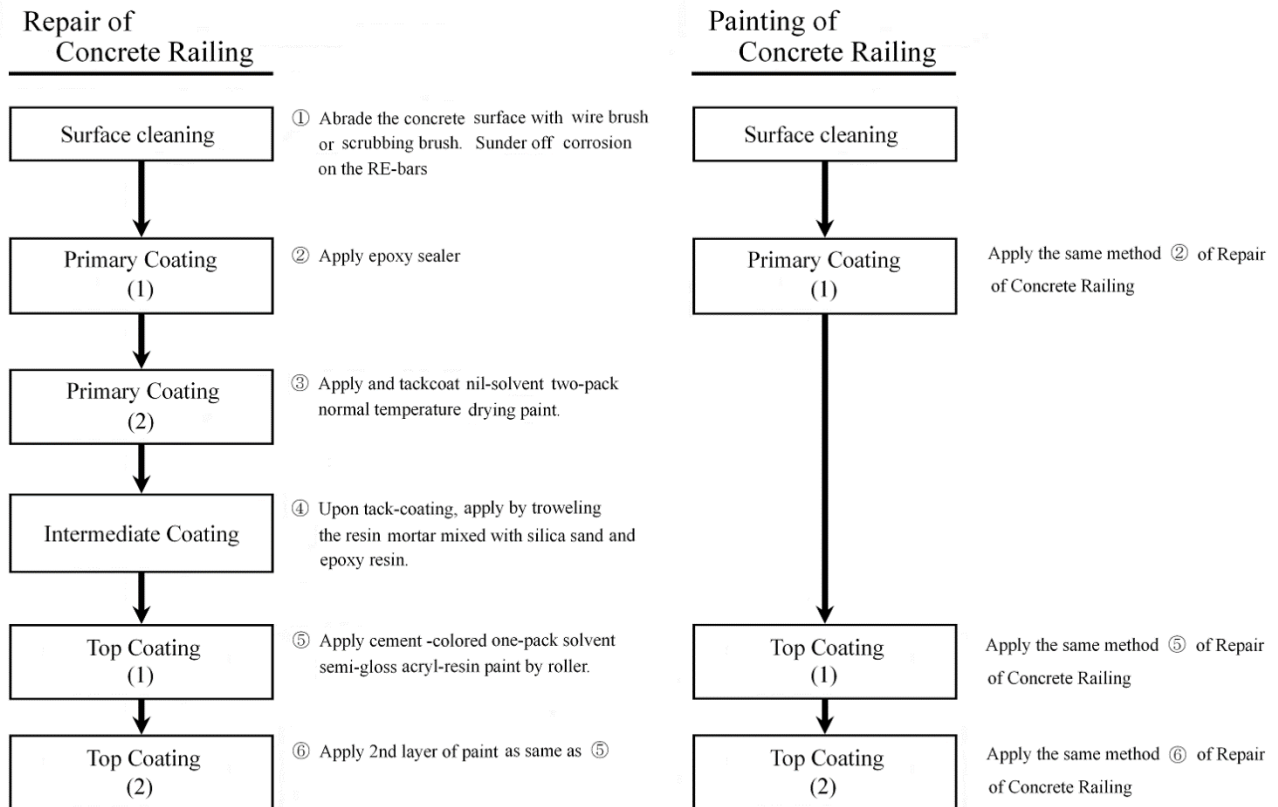 Repair of
Concrete Railing
Surface cleaning
① Abrade the concrete surface with wire brush
or scrubbing brush. Sunder off corrosion
on the RE-bars
Primary Coating
(1)
② Apply epoxy sealer
Primary Coating
(2)
③ Apply and tackcoat nil-solvent two-pack
normal temperature drying paint.
Intermediate Coating
④ Upon tack-coating, apply by troweling
the resin mortar mixed with silica sand and
epoxy resin.
Top Coating
(1)
⑤ Apply cement -colored one-pack solvent
semi-gloss acryl-resin paint by roller.
Top Coating
(2)
⑥ Apply 2nd layer of paint as same as ⑤
Painting of
Concrete Railing
Surface cleaning
Primary Coating
(1)
Apply the same method ② of Repair
of Concrete Railing
Top Coating
(1)
Apply the same method ⑤ of Repair
of Concrete Railing
Top Coating
(2)
Apply the same method ⑥ of Repair
of Concrete Railing